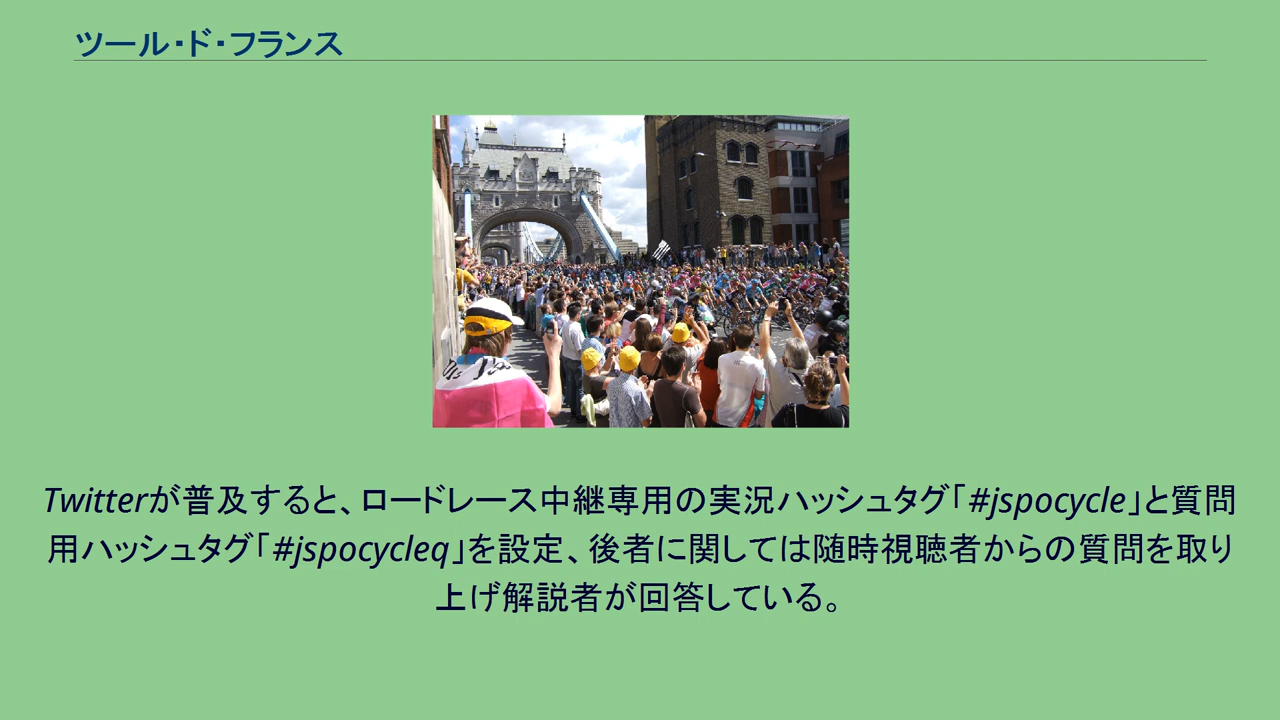 ツール・ド・フランス
Twitterが普及すると、ロードレース中継専用の実況ハッシュタグ「#jspocycle」と質問
用ハッシュタグ「#jspocycleq」を設定、後者に関しては随時視聴者からの質問を取り
上げ解説者が回答している。